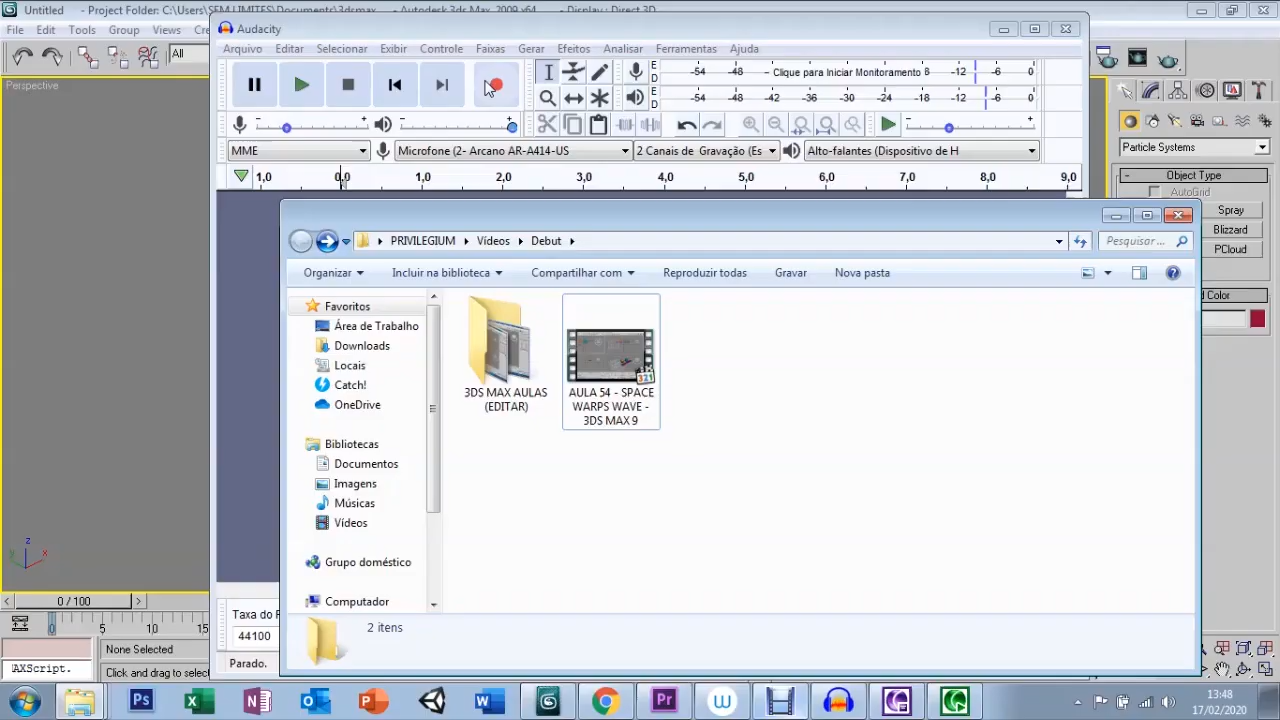 Untitled - Project Folder: C:\Users\SEM LIMITES\Documents\3dsmax - Autodesk 3ds Max 2009 x64 - Display : Direct 3D
File Edit Tools Group Views
All
Perspective
Audacity
Arquivo Editar Selecionar Exibir Controle Faixas Gerar Efeitos Analisar Ferramentas Ajuda
E D -54 -48 - Clique para Iniciar Monitoramento 8 -12 -6 0
E D -54 -48 -42 -36 -30 -24 -18 -12 -6 0
MME Microfone (2- Arcano AR-A414-US 2 Canais de Gravação (Es Alto-falantes (Dispositivo de H
1,0 0,0 1,0 2,0 3,0 4,0 5,0 6,0 7,0 8,0 9,0
PRIVILEGIUM Vídeos Debut
Pesquisar...
Organizar Incluir na biblioteca Compartilhar com Reproduzir todas Gravar Nova pasta
Favoritos
Área de Trabalho
Downloads
Locais
Catch!
OneDrive
Bibliotecas
Documentos
Imagens
Músicas
Vídeos
Grupo doméstico
Computador
3DS MAX AULAS
(EDITAR)
321
AULA 54 - SPACE
WARPS WAVE -
3DS MAX 9
2 itens
Particle Systems
- Object Type
AutoGrid
Spray
Blizzard
PCloud
Color
z
x
y
0 / 100
0 5 10 15
Taxa do
44100
Parado.
None Selected
Click and drag to selec
AXScript.
Ps
Pr
W
13:48
17/02/2020